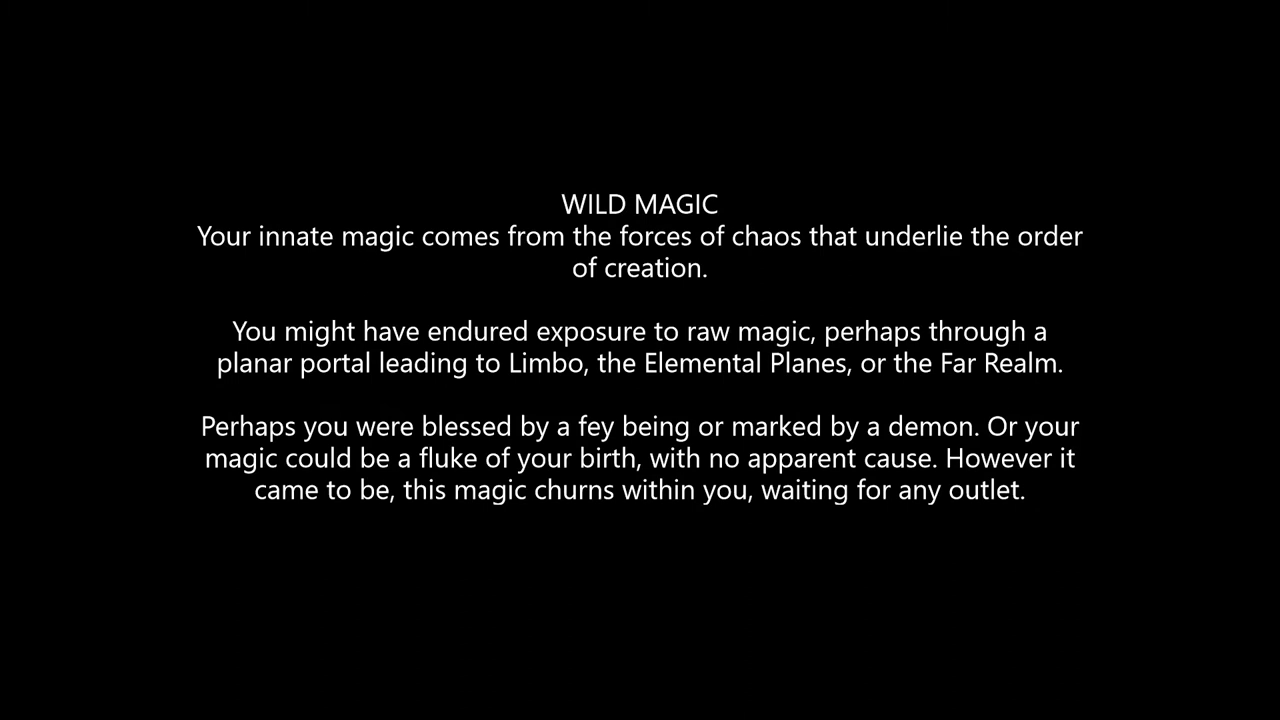 WILD MAGIC
Your innate magic comes from the forces of chaos that underlie the order
of creation.
You might have endured exposure to raw magic, perhaps through a
planar portal leading to Limbo, the Elemental Planes, or the Far Realm.
Perhaps you were blessed by a fey being or marked by a demon. Or your
magic could be a fluke of your birth, with no apparent cause. However it
came to be, this magic churns within you, waiting for any outlet.